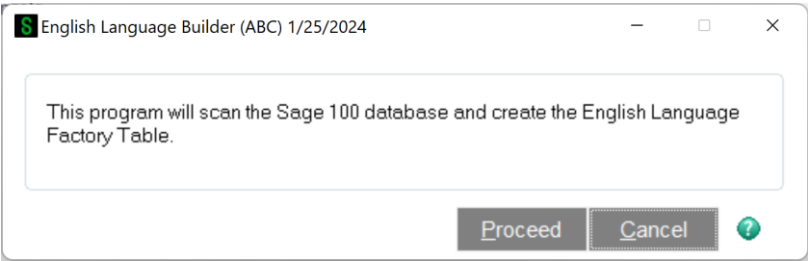 English Language Builder (ABC) 1/25/2024
This program will scan the Sage 100 database and create the English Language
Factory Table.
Proceed Cancel ?